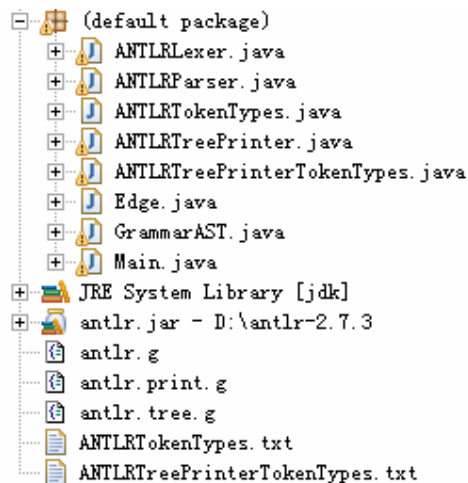 (default package)
ANTLRLexer.java
ANTLRParser.java
ANTLRTokenTypes.java
ANTLRTreePrinter.java
ANTLRTreePrinterTokenTypes.java
Edge.java
GrammarAST.java
Main.java
JRE System Library [jdk]
antlr.jar - D:\antlr-2.7.3
antlr.g
antlr.print.g
antlr.tree.g
ANTLRTokenTypes.txt
ANTLRTreePrinterTokenTypes.txt